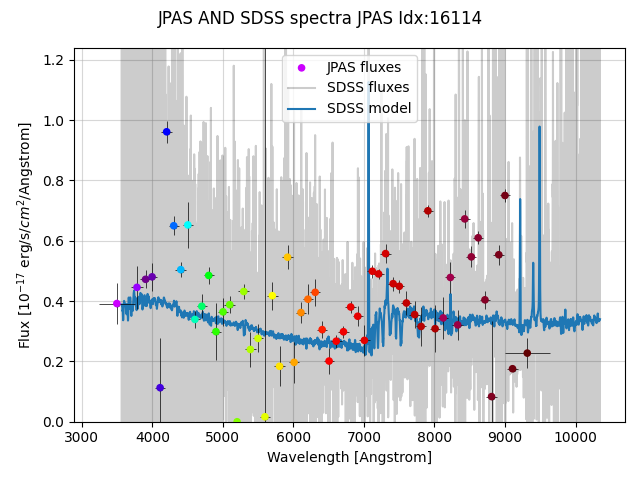 JPAS AND SDSS spectra JPAS Idx:16114
JPAS fluxes
SDSS fluxes
SDSS model
Flux [10⁻¹⁷ erg/s/cm²/Angstrom]
1.2
1.0
0.8
0.6
0.4
0.2
0.0
3000 4000 5000 6000 7000 8000 9000 10000
Wavelength [Angstrom]